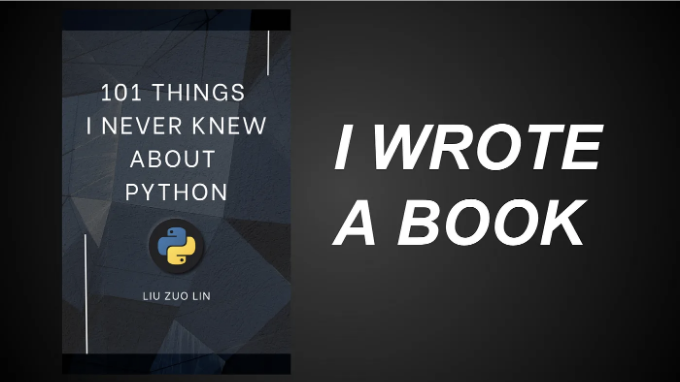 101 THINGS
I NEVER KNEW
ABOUT
PYTHON
LIU ZUO LIN
I WROTE
A BOOK